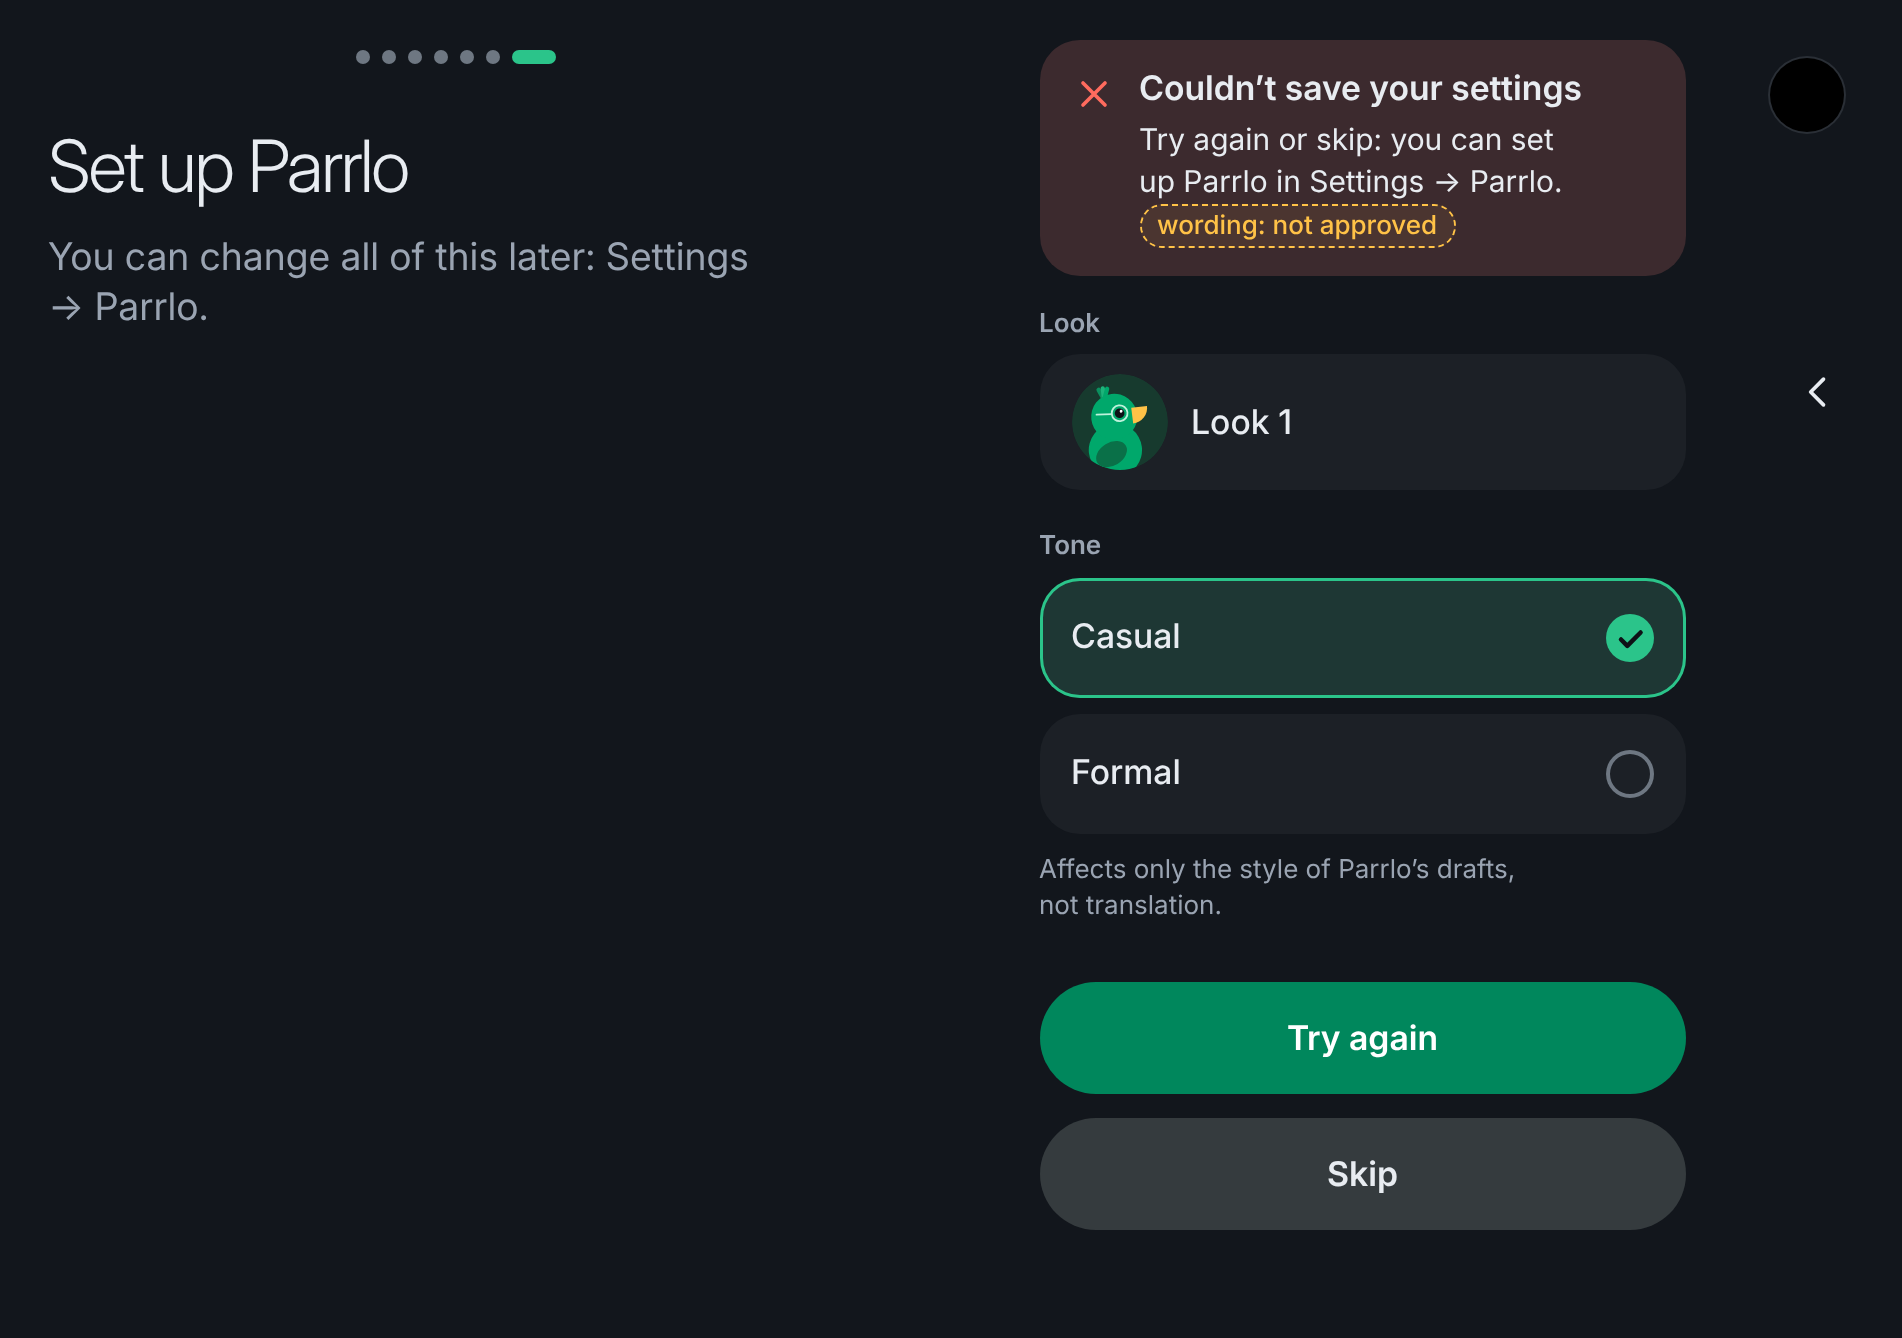 Set up Parrlo
You can change all of this later: Settings
→ Parrlo.
Couldn’t save your settings
Try again or skip: you can set
up Parrlo in Settings → Parrlo.
wording: not approved
Look
Look 1
Tone
Casual
Formal
Affects only the style of Parrlo’s drafts,
not translation.
Try again
Skip